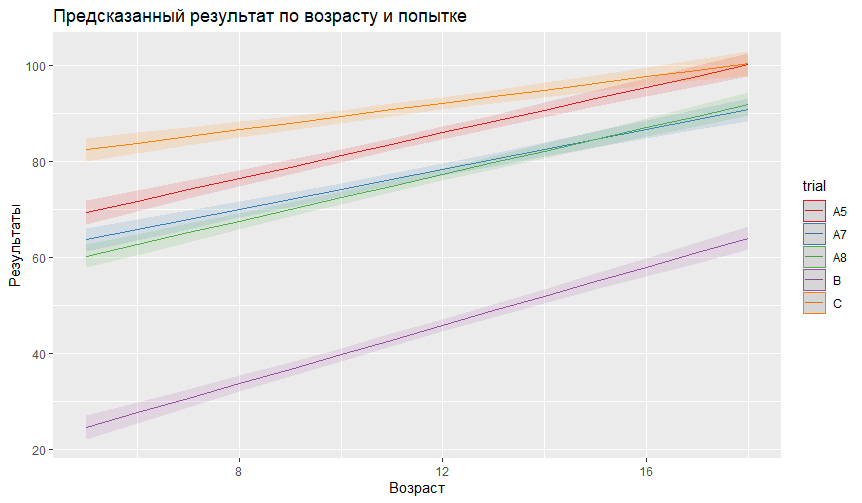 Предсказанный результат по возрасту и попытке
Результаты
100
80
60
40
20
8
12
16
Возраст
trial
A5
A7
A8
B
C